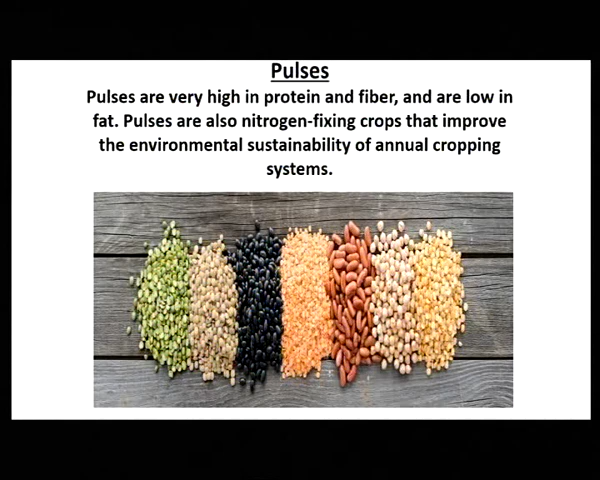 Pulses
Pulses are very high in protein and fiber, and are low in
fat. Pulses are also nitrogen-fixing crops that improve
the environmental sustainability of annual cropping
systems.